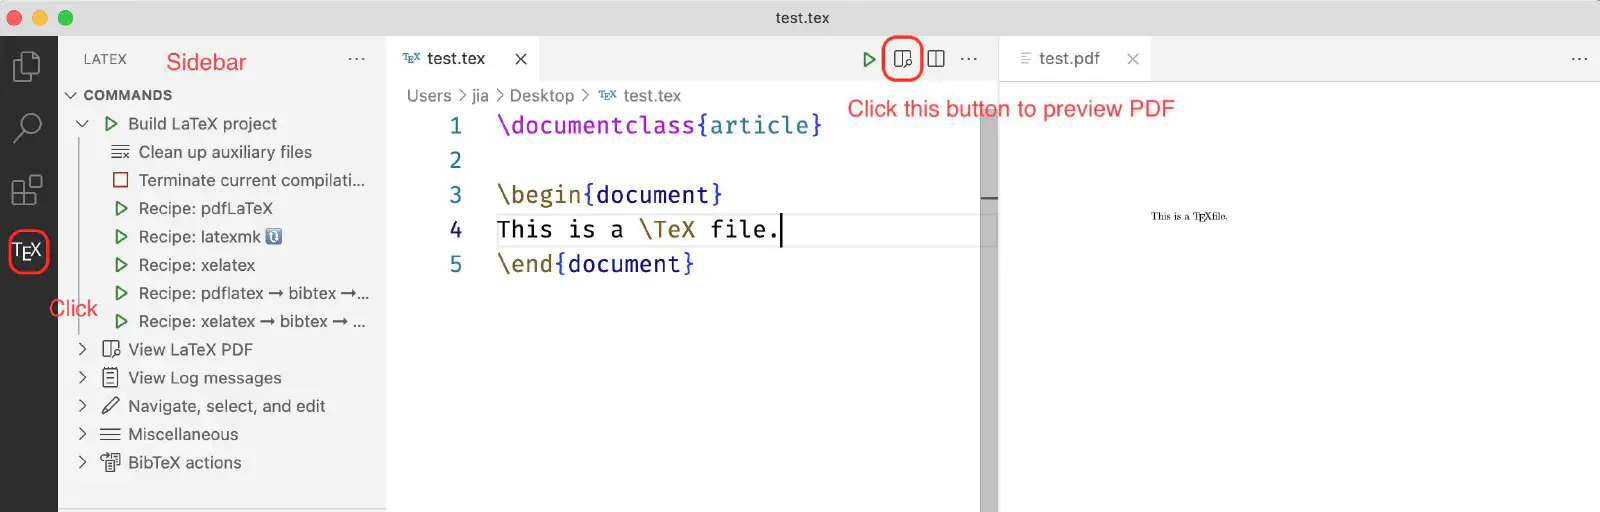 test.tex
LATEX
Sidebar
···
COMMANDS
Build LaTeX project
Clean up auxiliary files
Terminate current compilati...
Recipe: pdfLaTeX
Recipe: latexmk 🔃
Recipe: xelatex
Recipe: pdflatex → bibtex →...
Recipe: xelatex → bibtex → ...
View LaTeX PDF
View Log messages
Navigate, select, and edit
Miscellaneous
BibTeX actions
TEX
Click
TEX test.tex
···
Users > jia > Desktop > TEX test.tex
Click this button to preview PDF
1 \documentclass{article}
2
3 \begin{document}
4 This is a \TeX file.
5 \end{document}
test.pdf
···
This is a TEXfile.